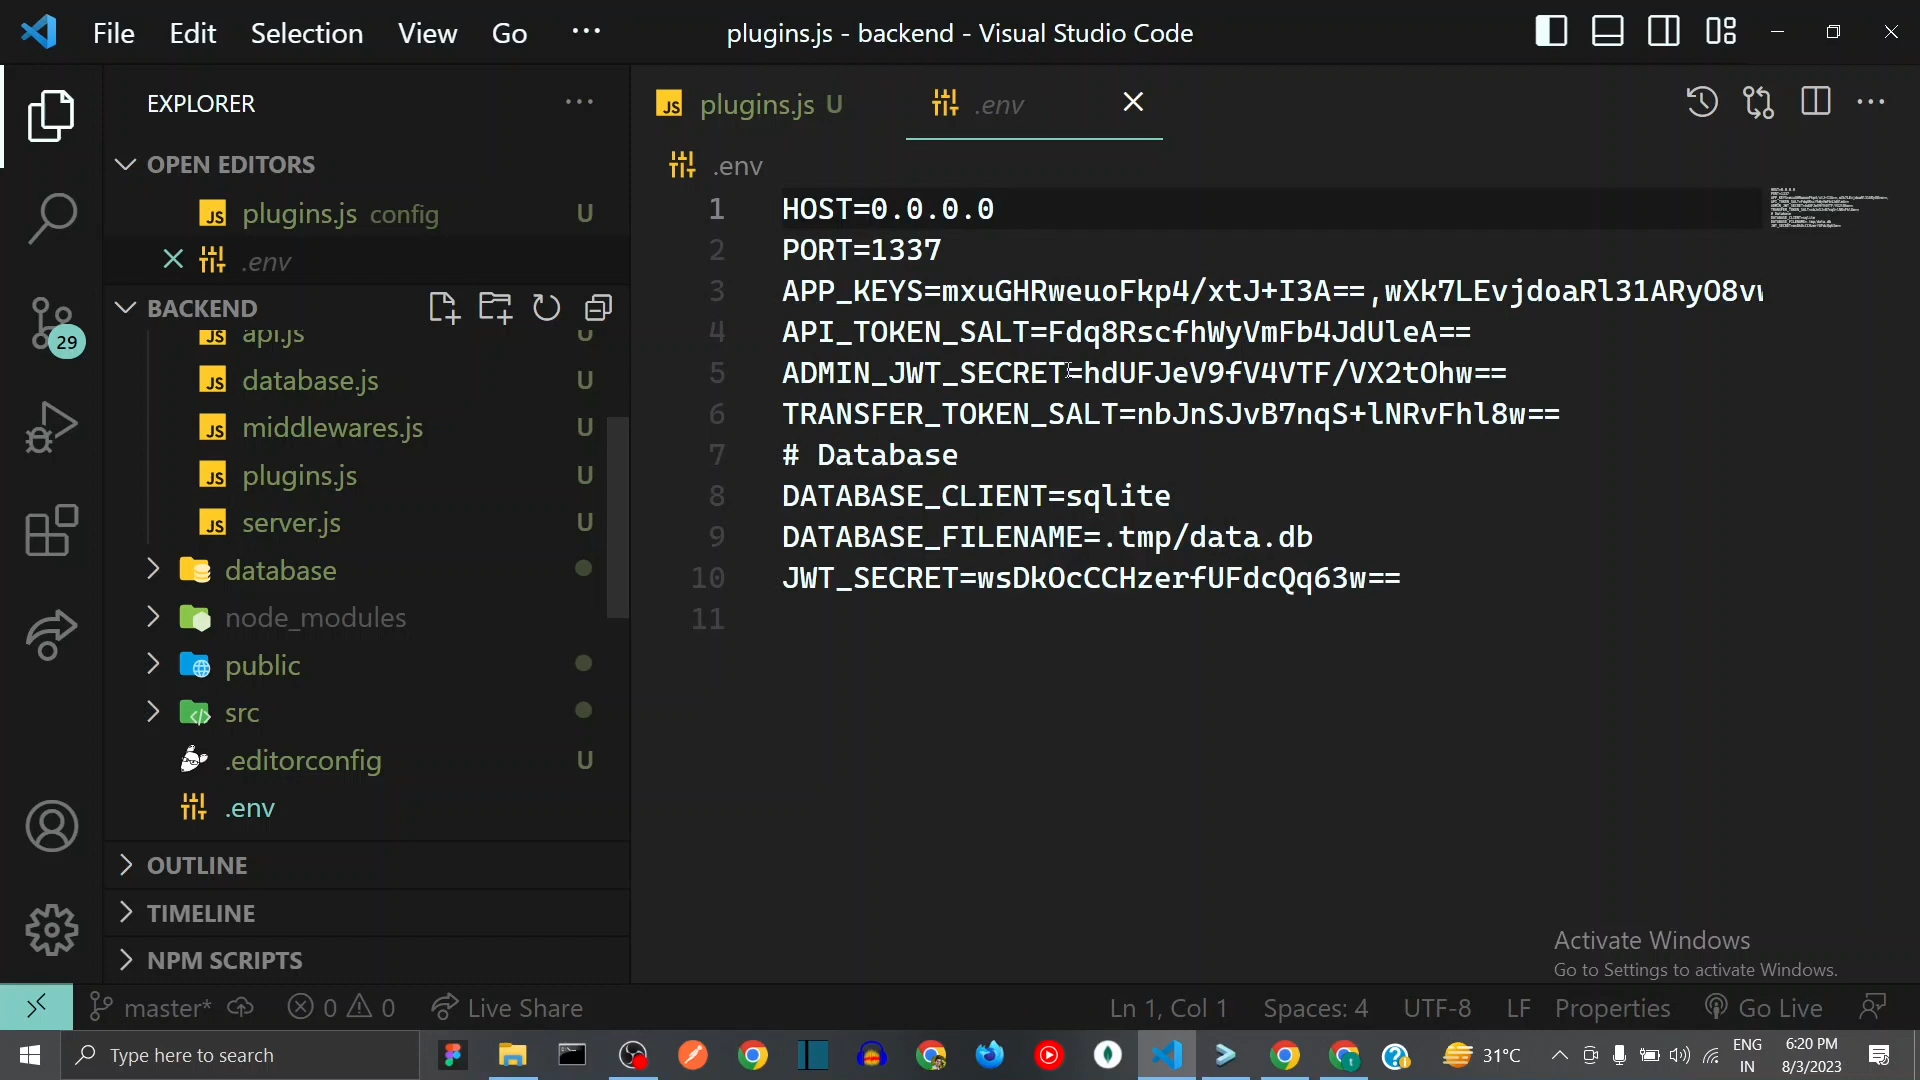 File Edit Selection View Go ···
plugins.js - backend - Visual Studio Code
EXPLORER
OPEN EDITORS
plugins.js config U
.env
BACKEND
api.js U
database.js U
middlewares.js U
plugins.js U
server.js U
database
node_modules
public
src
.editorconfig U
.env
OUTLINE
TIMELINE
NPM SCRIPTS
29
plugins.js U
.env
.env
1 HOST=0.0.0.0
2 PORT=1337
3 APP_KEYS=mxuGHRweuoFkp4/xtJ+I3A==,wXk7LEvjdoaRl31ARyO8v
4 API_TOKEN_SALT=Fdq8RscfhWyVmFb4JdUleA==
5 ADMIN_JWT_SECRET=hdUFJeV9fV4VTF/VX2tOhw==
6 TRANSFER_TOKEN_SALT=nbJnSJvB7nqS+lNRvFhl8w==
7 # Database
8 DATABASE_CLIENT=sqlite
9 DATABASE_FILENAME=.tmp/data.db
10 JWT_SECRET=wsDkOcCCHzerfUFdcQq63w==
11
Activate Windows
Go to Settings to activate Windows.
master* 0 0 Live Share
Ln 1, Col 1 Spaces: 4 UTF-8 LF Properties Go Live
Type here to search
31°C
ENG
IN
6:20 PM
8/3/2023